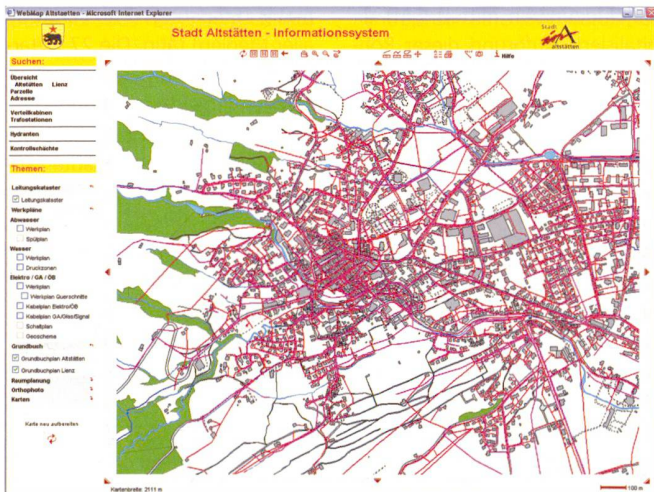 WebMap Altstaetten - Microsoft Internet Explorer
Stadt Altstätten - Informationssystem
Stadt
altstätten
Hilfe
Suchen:
Übersicht
Altstätten Lienz
Parzelle
Adresse
Verteilkabinen
Trafostationen
Hydranten
Kontrollschächte
Themen:
Leitungskataster
Leitungskataster
Werkpläne
Abwasser
Werkplan
Spülplan
Wasser
Werkplan
Druckzonen
Elektro / GA / ÖB
Werkplan
Werkplan Querschnitte
Kabelplan Elektro/ÖB
Kabelplan GA/Glas/Signal
Schaltplan
Geoschema
Grundbuch
Grundbuchplan Altstätten
Grundbuchplan Lienz
Raumplanung
Orthophoto
Karten
Karte neu aufbereiten
Kartenbreite: 2111 m
100 m